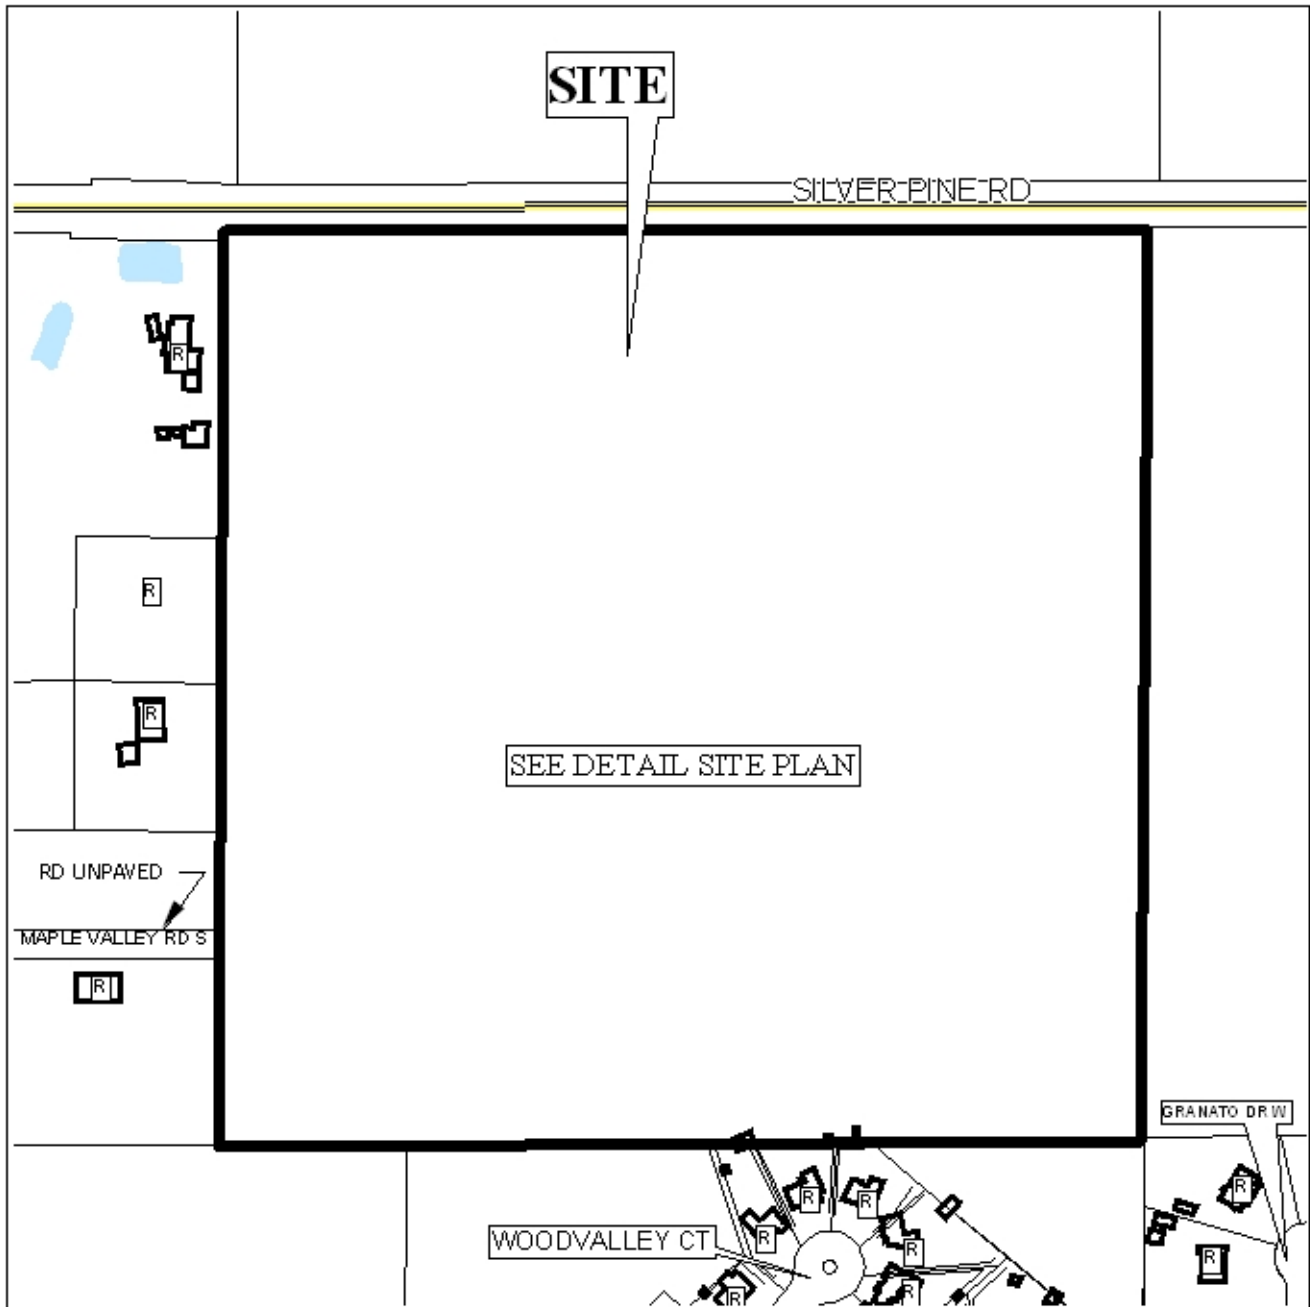 SITE
SILVER PINE RD
R
R
R
SEE DETAIL SITE PLAN
RD UNPAVED
MAPLE VALLEY RD S
R
GRANATO DR W
R
R
R
WOODVALLEY CT
R
R
R
R
R